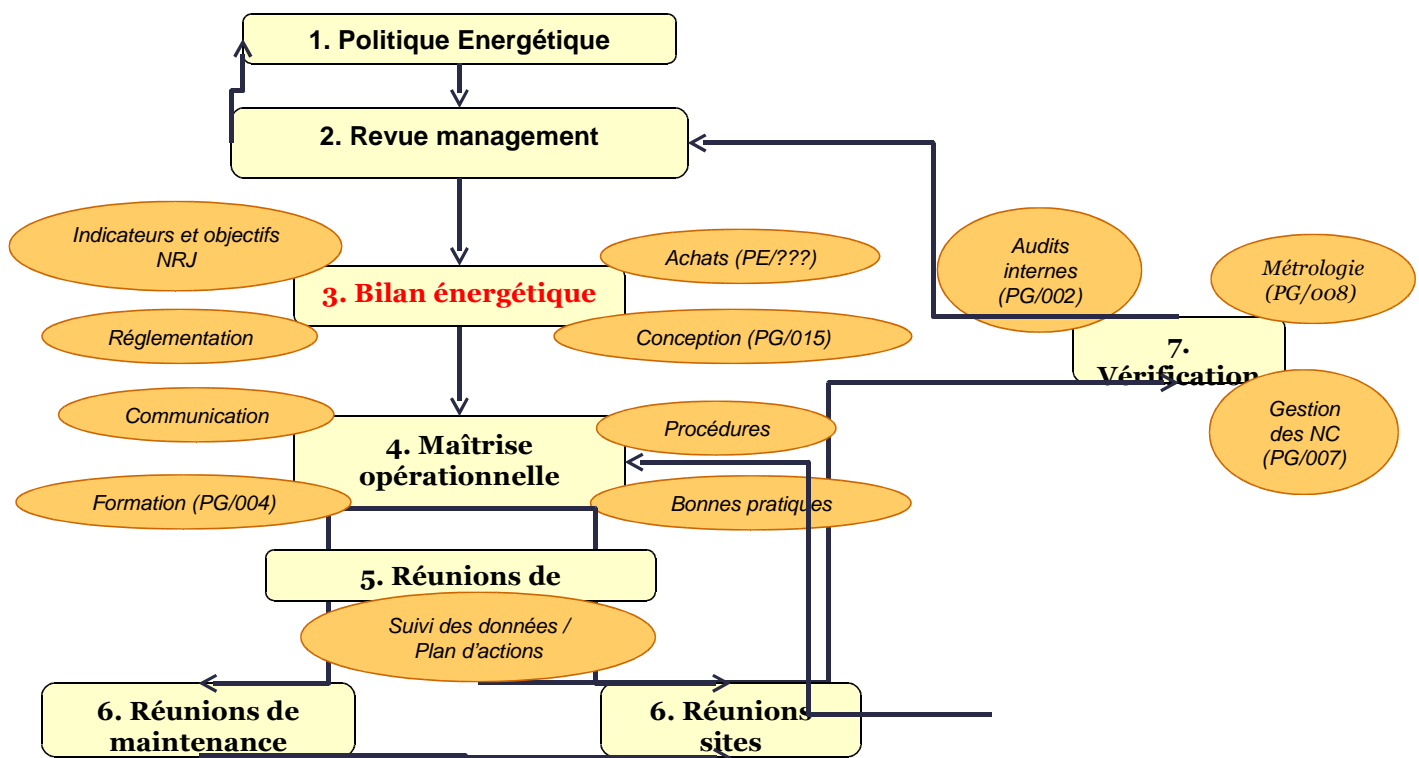 1. Politique Energétique
2. Revue management
Indicateurs et objectifs
NRJ
Achats (PE/???)
3. Bilan énergétique
Réglementation
Conception (PG/015)
Audits
internes
(PG/002)
Métrologie
(PG/008)
7.
Vérification
Gestion
des NC
(PG/007)
Communication
Procédures
4. Maîtrise
opérationnelle
Formation (PG/004)
Bonnes pratiques
5. Réunions de
Suivi des données /
Plan d’actions
6. Réunions de
maintenance
6. Réunions
sites